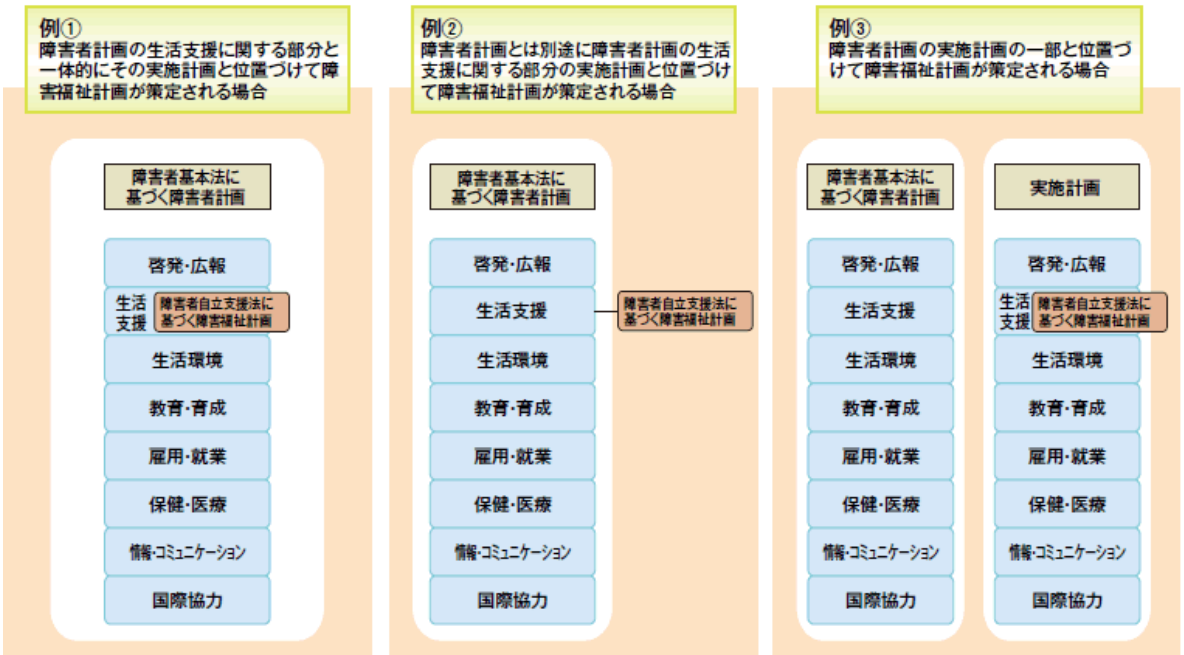 例①
障害者計画の生活支援に関する部分と
一体的にその実施計画と位置づけて障
害福祉計画が策定される場合
障害者基本法に
基づく障害者計画
啓発・広報
生活
支援
障害者自立支援法に
基づく障害福祉計画
生活環境
教育・育成
雇用・就業
保健・医療
情報・コミュニケーション
国際協力
例②
障害者計画とは別途に障害者計画の生活
支援に関する部分の実施計画と位置づけ
て障害福祉計画が策定される場合
障害者基本法に
基づく障害者計画
啓発・広報
生活支援
障害者自立支援法に
基づく障害福祉計画
生活環境
教育・育成
雇用・就業
保健・医療
情報・コミュニケーション
国際協力
例③
障害者計画の実施計画の一部と位置づ
けて障害福祉計画が策定される場合
障害者基本法に
基づく障害者計画
啓発・広報
生活支援
生活環境
教育・育成
雇用・就業
保健・医療
情報・コミュニケーション
国際協力
実施計画
啓発・広報
生活
支援
障害者自立支援法に
基づく障害福祉計画
生活環境
教育・育成
雇用・就業
保健・医療
情報・コミュニケーション
国際協力